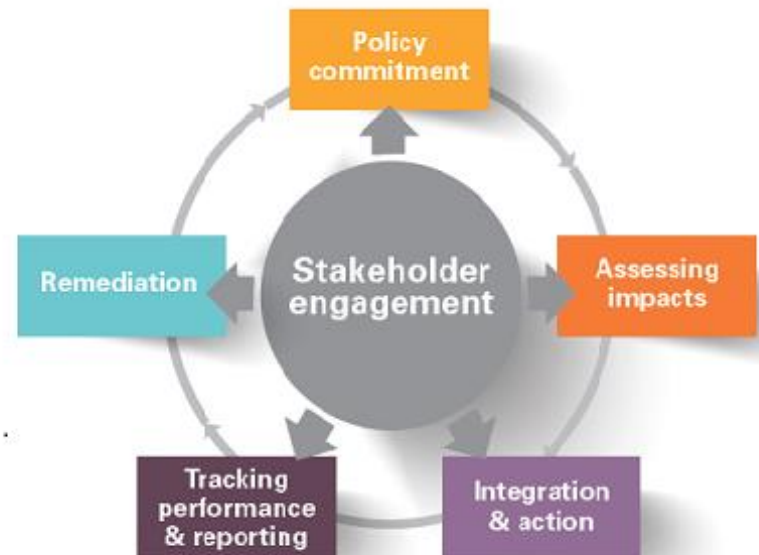 Policy
commitment
Stakeholder
engagement
Assessing
impacts
Integration
& action
Tracking
performance
& reporting
Remediation